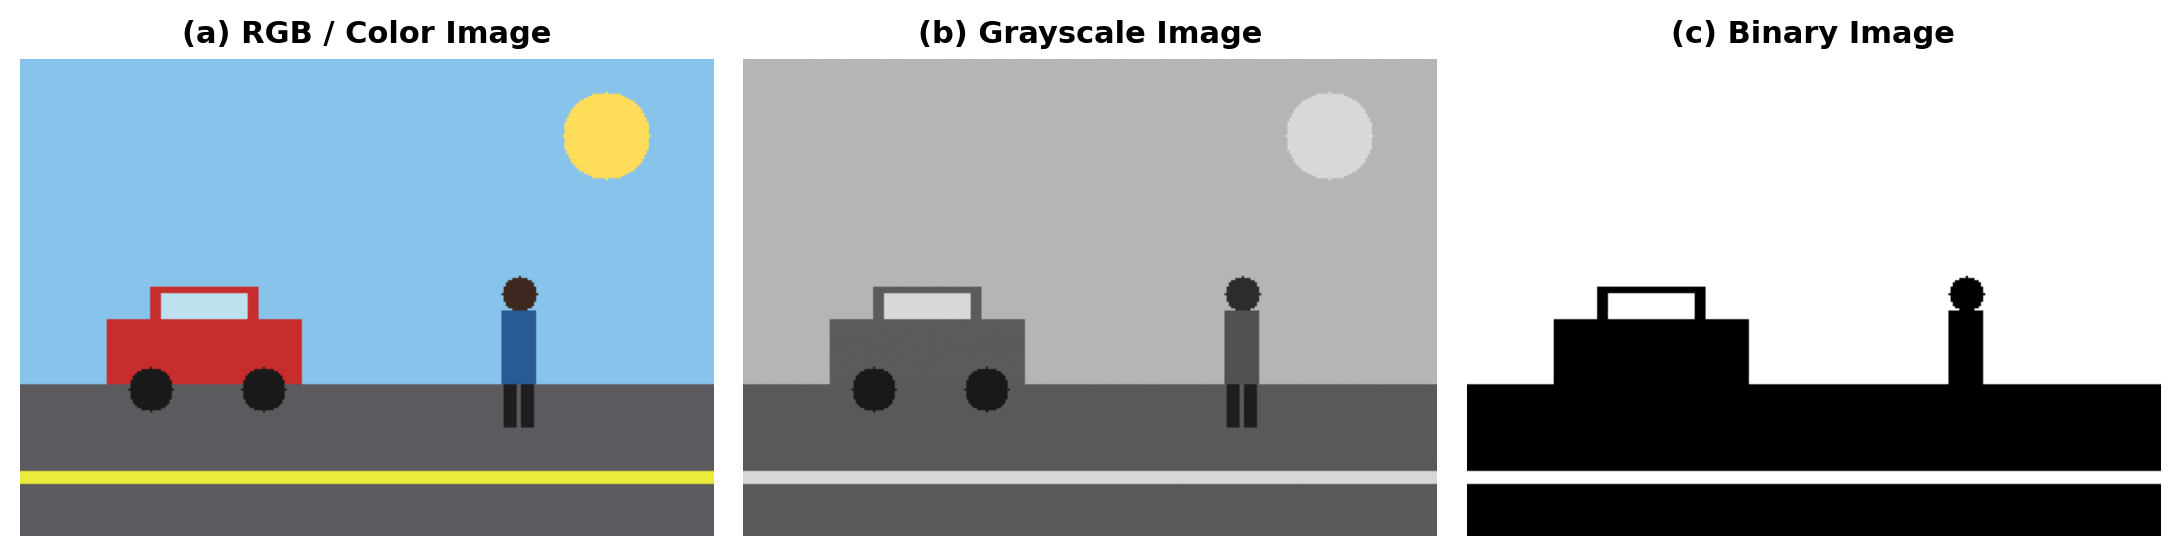 (a) RGB / Color Image
(b) Grayscale Image
(c) Binary Image